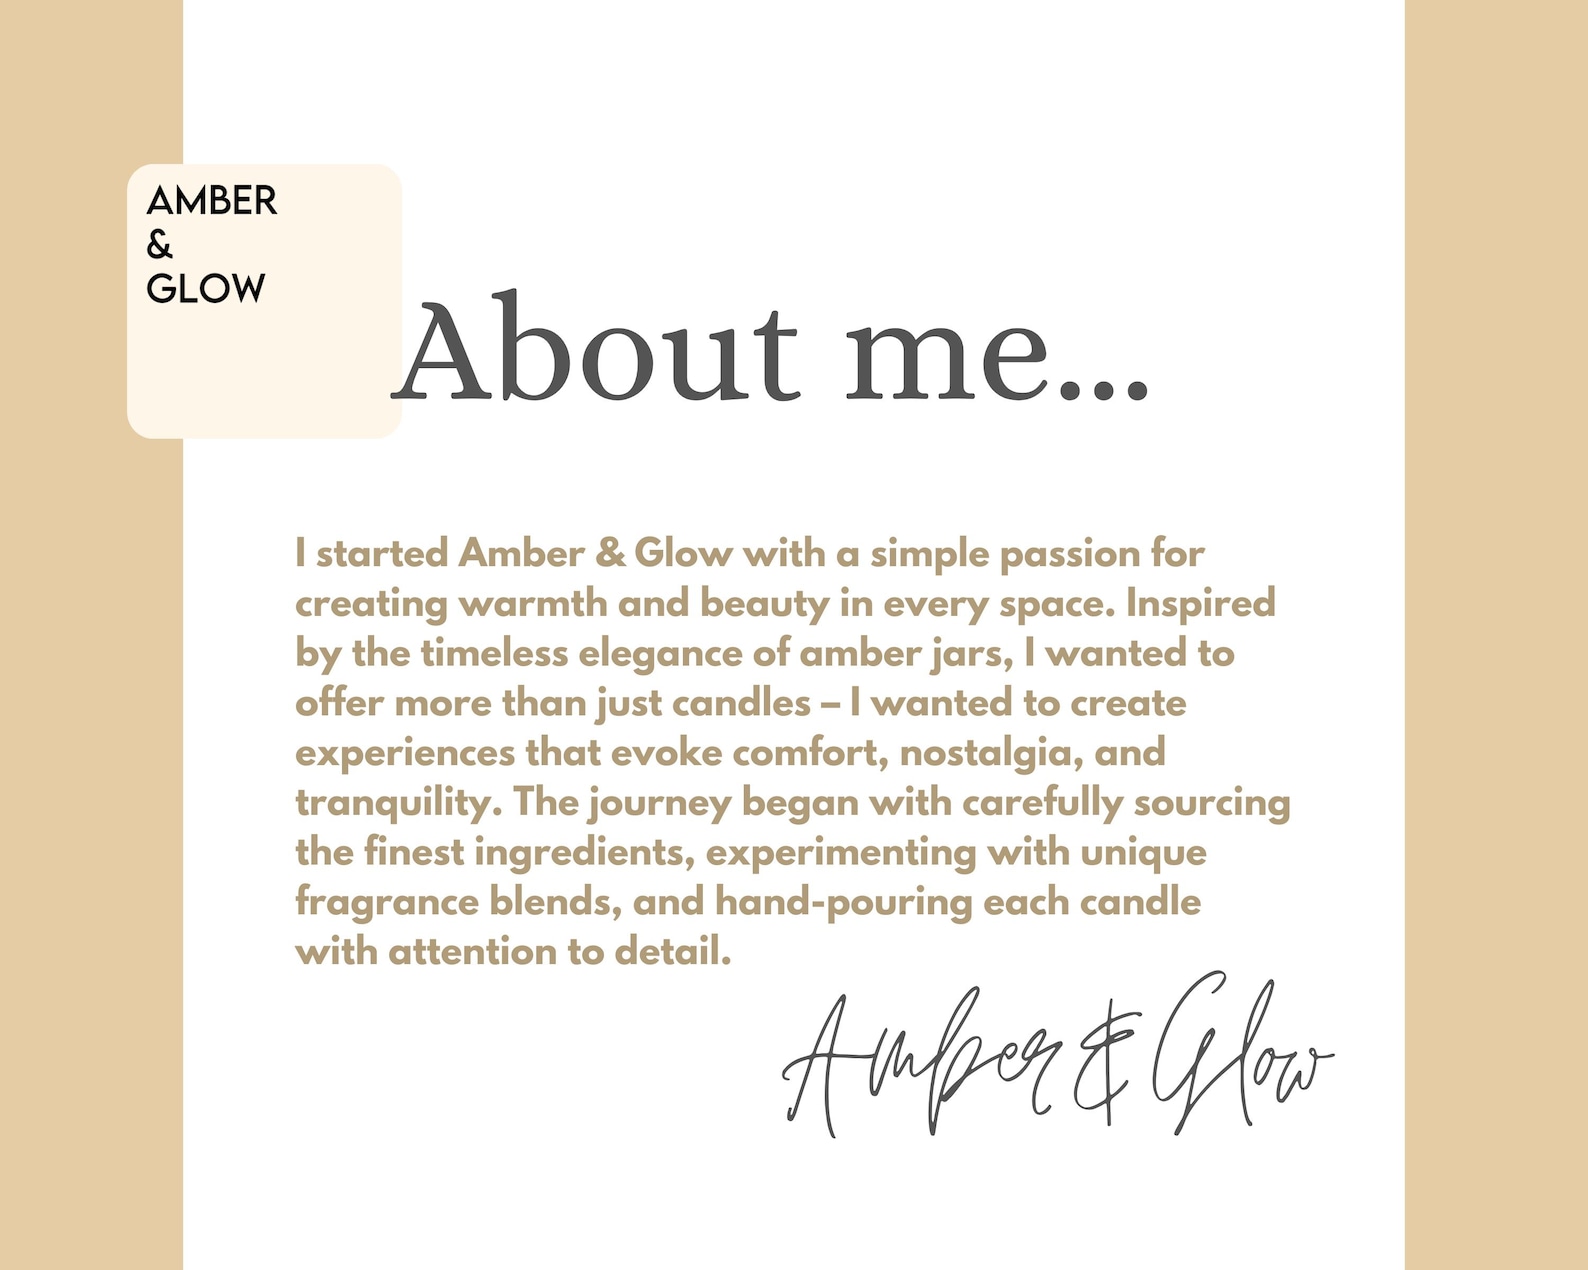 AMBER
&
GLOW
About me...
I started Amber & Glow with a simple passion for
creating warmth and beauty in every space. Inspired
by the timeless elegance of amber jars, I wanted to
offer more than just candles – I wanted to create
experiences that evoke comfort, nostalgia, and
tranquility. The journey began with carefully sourcing
the finest ingredients, experimenting with unique
fragrance blends, and hand-pouring each candle
with attention to detail.
Amber & Glow